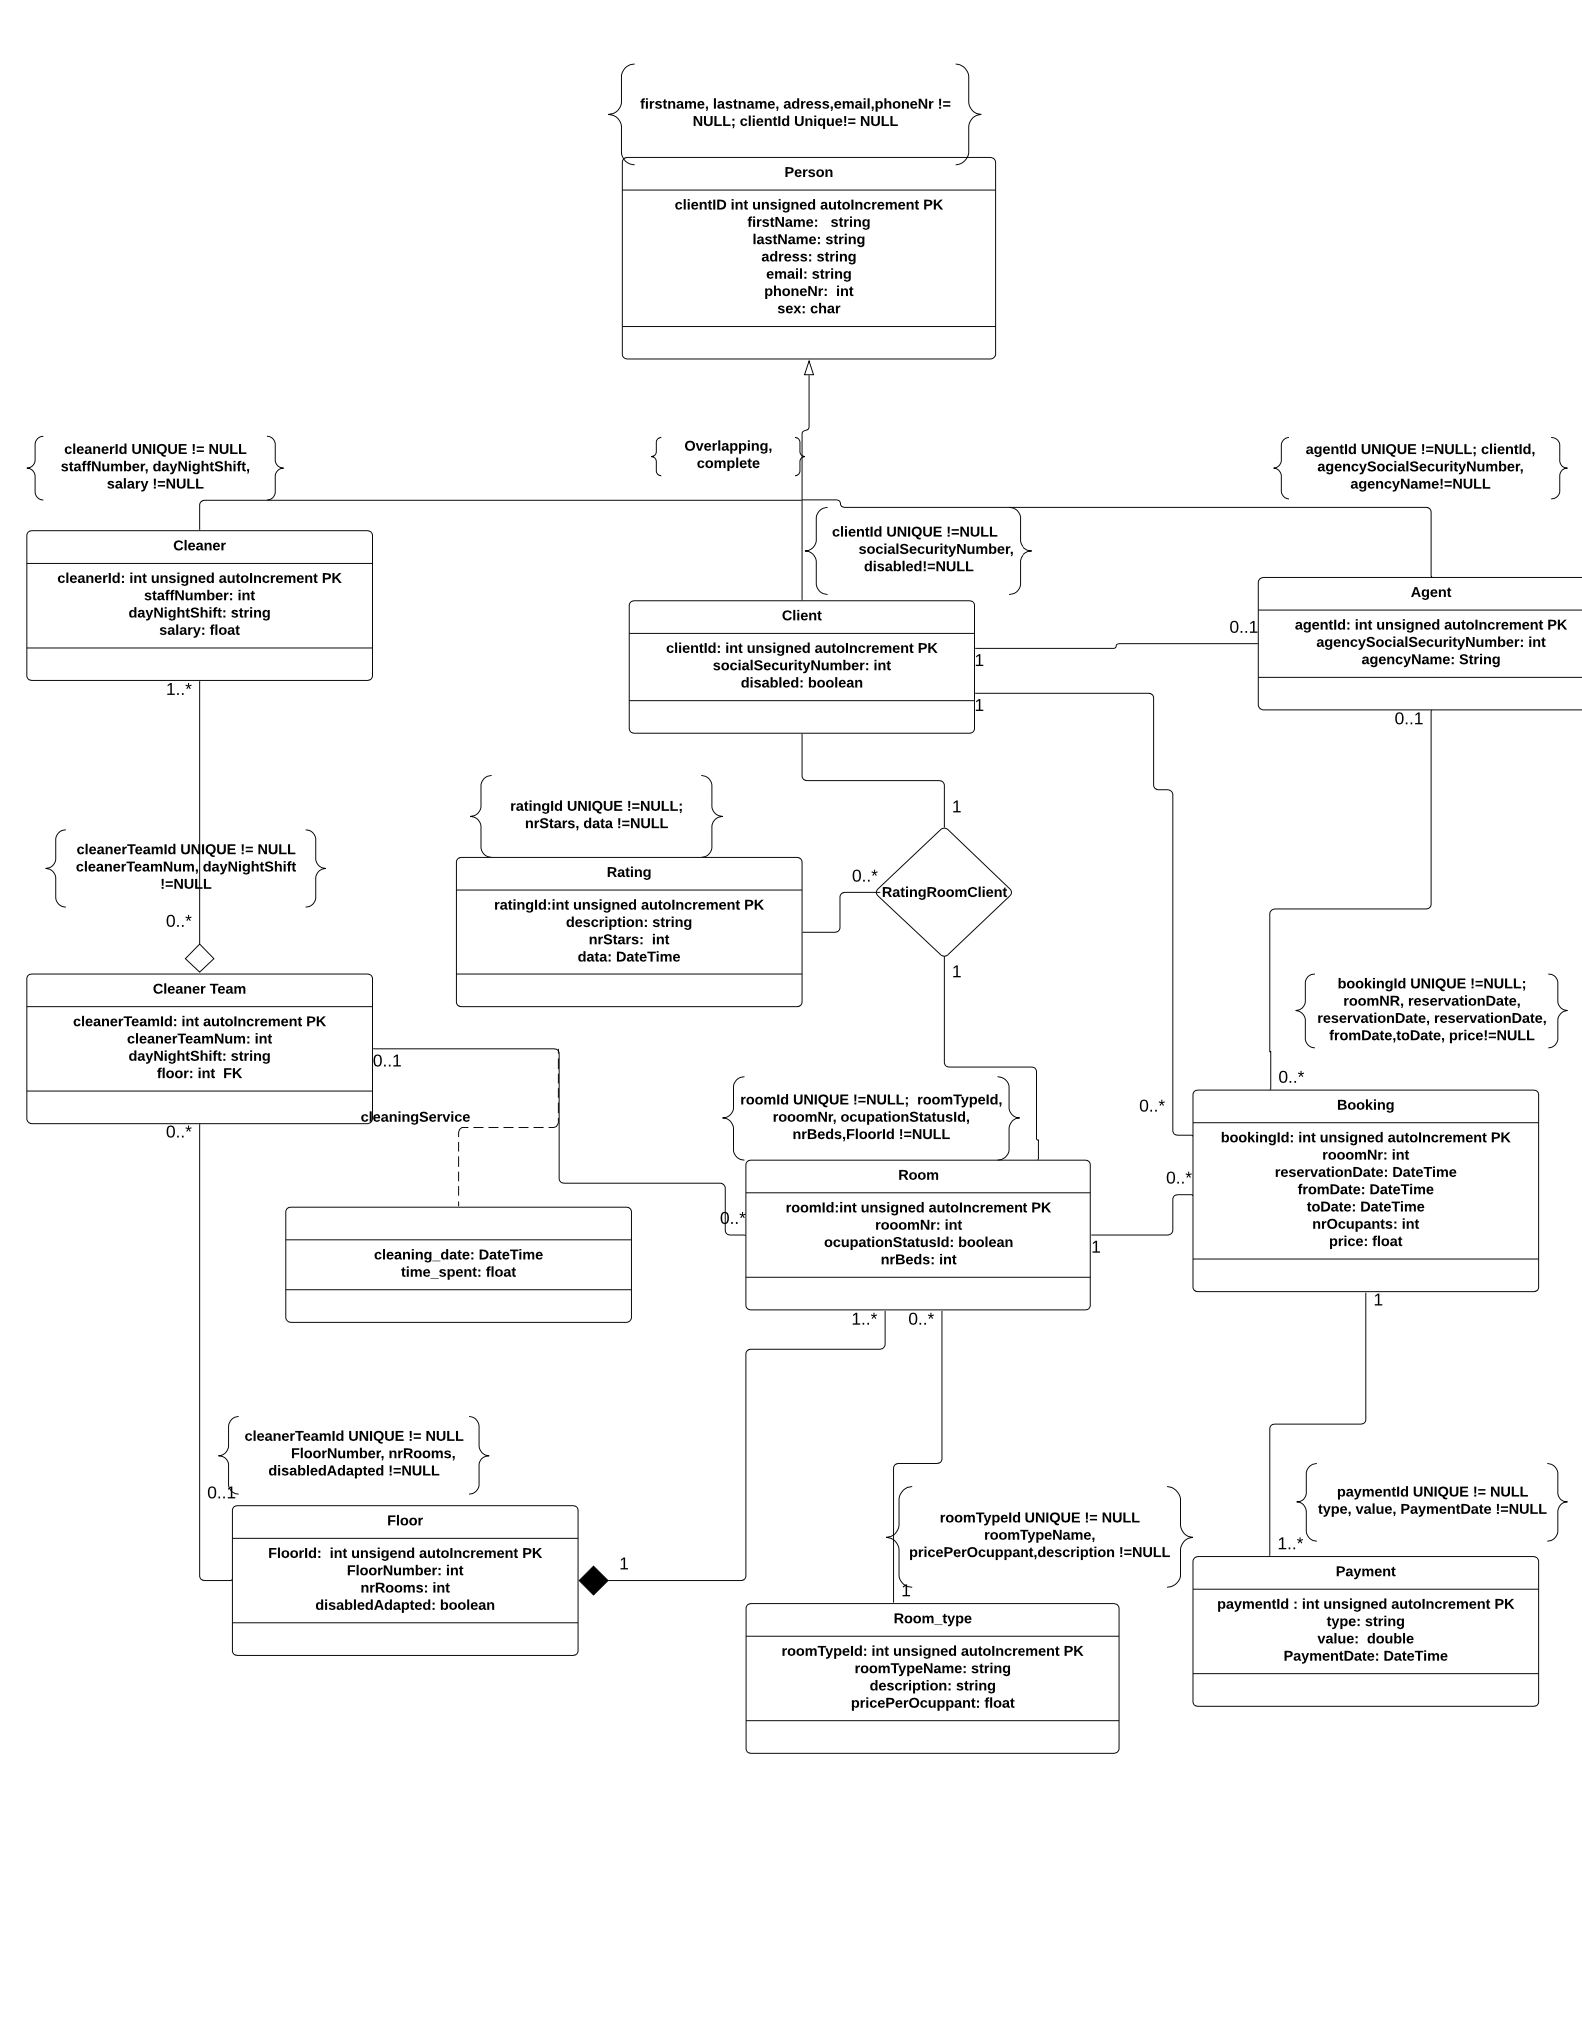 firstname, lastname, adress,email,phoneNr !=
NULL; clientId Unique!= NULL
Person
clientID int unsigned autoIncrement PK
firstName:   string
lastName: string
adress: string
email: string
phoneNr:  int
sex: char
cleanerId UNIQUE != NULL
staffNumber, dayNightShift,
salary !=NULL
Overlapping,
complete
agentId UNIQUE !=NULL; clientId,
agencySocialSecurityNumber,
agencyName!=NULL
Cleaner
cleanerId: int unsigned autoIncrement PK
staffNumber: int
dayNightShift: string
salary: float
1..*
clientId UNIQUE !=NULL
socialSecurityNumber,
disabled!=NULL
Client
clientId: int unsigned autoIncrement PK
socialSecurityNumber: int
disabled: boolean
1
1
0..1
Agent
agentId: int unsigned autoIncrement PK
agencySocialSecurityNumber: int
agencyName: String
0..1
ratingId UNIQUE !=NULL;
nrStars, data !=NULL
1
cleanerTeamId UNIQUE != NULL
cleanerTeamNum, dayNightShift
!=NULL
0..*
Rating
ratingId:int unsigned autoIncrement PK
description: string
nrStars:  int
data: DateTime
0..*
RatingRoomClient
1
Cleaner Team
cleanerTeamId: int autoIncrement PK
cleanerTeamNum: int
dayNightShift: string
floor: int  FK
0..1
cleaningService
0..*
bookingId UNIQUE !=NULL;
roomNR, reservationDate,
reservationDate, reservationDate,
fromDate,toDate, price!=NULL
0..*
0..*
roomId UNIQUE !=NULL;  roomTypeId,
rooomNr, ocupationStatusId,
nrBeds,FloorId !=NULL
Booking
bookingId: int unsigned autoIncrement PK
rooomNr: int
reservationDate: DateTime
fromDate: DateTime
toDate: DateTime
nrOcupants: int
price: float
0..*
Room
roomId:int unsigned autoIncrement PK
rooomNr: int
ocupationStatusId: boolean
nrBeds: int
0..*
1
cleaning_date: DateTime
time_spent: float
1..*
0..*
1
cleanerTeamId UNIQUE != NULL
FloorNumber, nrRooms,
disabledAdapted !=NULL
0..1
Floor
FloorId:  int unsigend autoIncrement PK
FloorNumber: int
nrRooms: int
disabledAdapted: boolean
1
roomTypeId UNIQUE != NULL
roomTypeName,
pricePerOcuppant,description !=NULL
1
Room_type
roomTypeId: int unsigned autoIncrement PK
roomTypeName: string
description: string
pricePerOcuppant: float
paymentId UNIQUE != NULL
type, value, PaymentDate !=NULL
1..*
Payment
paymentId : int unsigned autoIncrement PK
type: string
value:  double
PaymentDate: DateTime